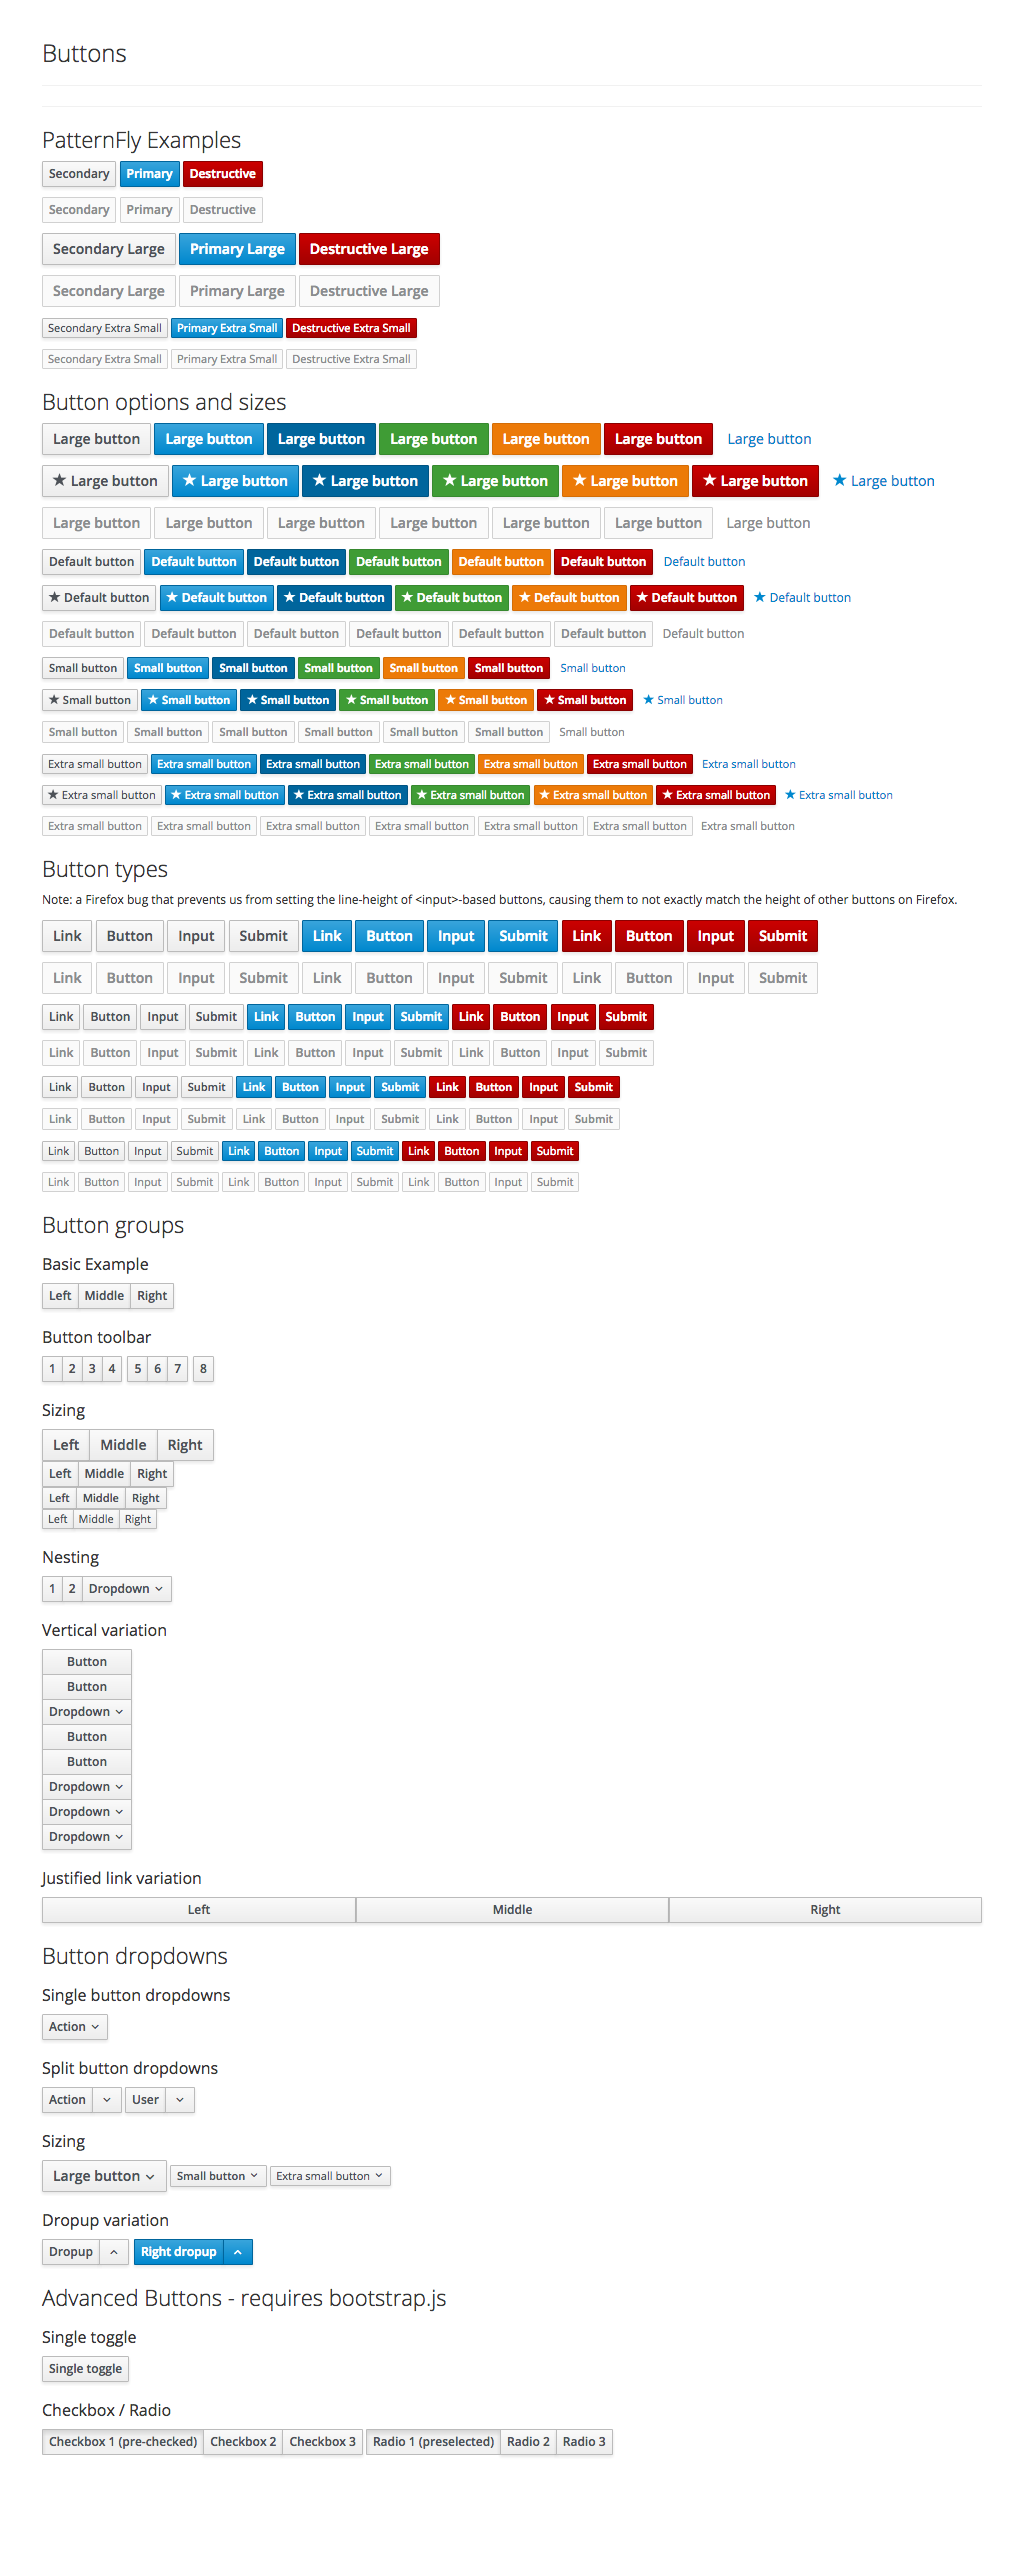 Buttons
PatternFly Examples
Secondary Primary Destructive
Secondary Primary Destructive
Secondary Large Primary Large Destructive Large
Secondary Large Primary Large Destructive Large
Secondary Extra Small Primary Extra Small Destructive Extra Small
Secondary Extra Small Primary Extra Small Destructive Extra Small
Button options and sizes
Large button Large button Large button Large button Large button Large button Large button
★ Large button ★ Large button ★ Large button ★ Large button ★ Large button ★ Large button ★ Large button
Large button Large button Large button Large button Large button Large button Large button
Default button Default button Default button Default button Default button Default button Default button
★ Default button ★ Default button ★ Default button ★ Default button ★ Default button ★ Default button ★ Default button
Default button Default button Default button Default button Default button Default button Default button
Small button Small button Small button Small button Small button Small button Small button
★ Small button ★ Small button ★ Small button ★ Small button ★ Small button ★ Small button ★ Small button
Small button Small button Small button Small button Small button Small button Small button
Extra small button Extra small button Extra small button Extra small button Extra small button Extra small button Extra small button
★ Extra small button ★ Extra small button ★ Extra small button ★ Extra small button ★ Extra small button ★ Extra small button ★ Extra small button
Extra small button Extra small button Extra small button Extra small button Extra small button Extra small button Extra small button
Button types
Note: a Firefox bug that prevents us from setting the line-height of <input>-based buttons, causing them to not exactly match the height of other buttons on Firefox.
Link Button Input Submit Link Button Input Submit Link Button Input Submit
Link Button Input Submit Link Button Input Submit Link Button Input Submit
Link Button Input Submit Link Button Input Submit Link Button Input Submit
Link Button Input Submit Link Button Input Submit Link Button Input Submit
Link Button Input Submit Link Button Input Submit Link Button Input Submit
Link Button Input Submit Link Button Input Submit Link Button Input Submit
Link Button Input Submit Link Button Input Submit Link Button Input Submit
Link Button Input Submit Link Button Input Submit Link Button Input Submit
Button groups
Basic Example
Left Middle Right
Button toolbar
1 2 3 4 5 6 7 8
Sizing
Left Middle Right
Left Middle Right
Left Middle Right
Left Middle Right
Nesting
1 2 Dropdown
Vertical variation
Button
Button
Dropdown
Button
Button
Dropdown
Dropdown
Dropdown
Justified link variation
Left Middle Right
Button dropdowns
Single button dropdowns
Action
Split button dropdowns
Action User
Sizing
Large button Small button Extra small button
Dropup variation
Dropup Right dropup
Advanced Buttons - requires bootstrap.js
Single toggle
Single toggle
Checkbox / Radio
Checkbox 1 (pre-checked) Checkbox 2 Checkbox 3 Radio 1 (preselected) Radio 2 Radio 3